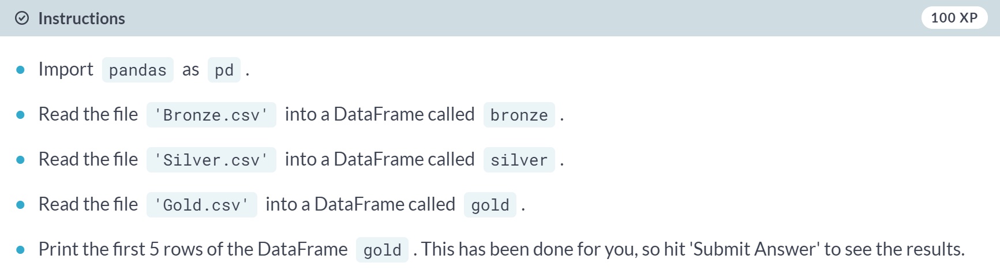 Instructions 100 XP
Import pandas as pd .
Read the file 'Bronze.csv' into a DataFrame called bronze .
Read the file 'Silver.csv' into a DataFrame called silver .
Read the file 'Gold.csv' into a DataFrame called gold .
Print the first 5 rows of the DataFrame gold . This has been done for you, so hit 'Submit Answer' to see the results.